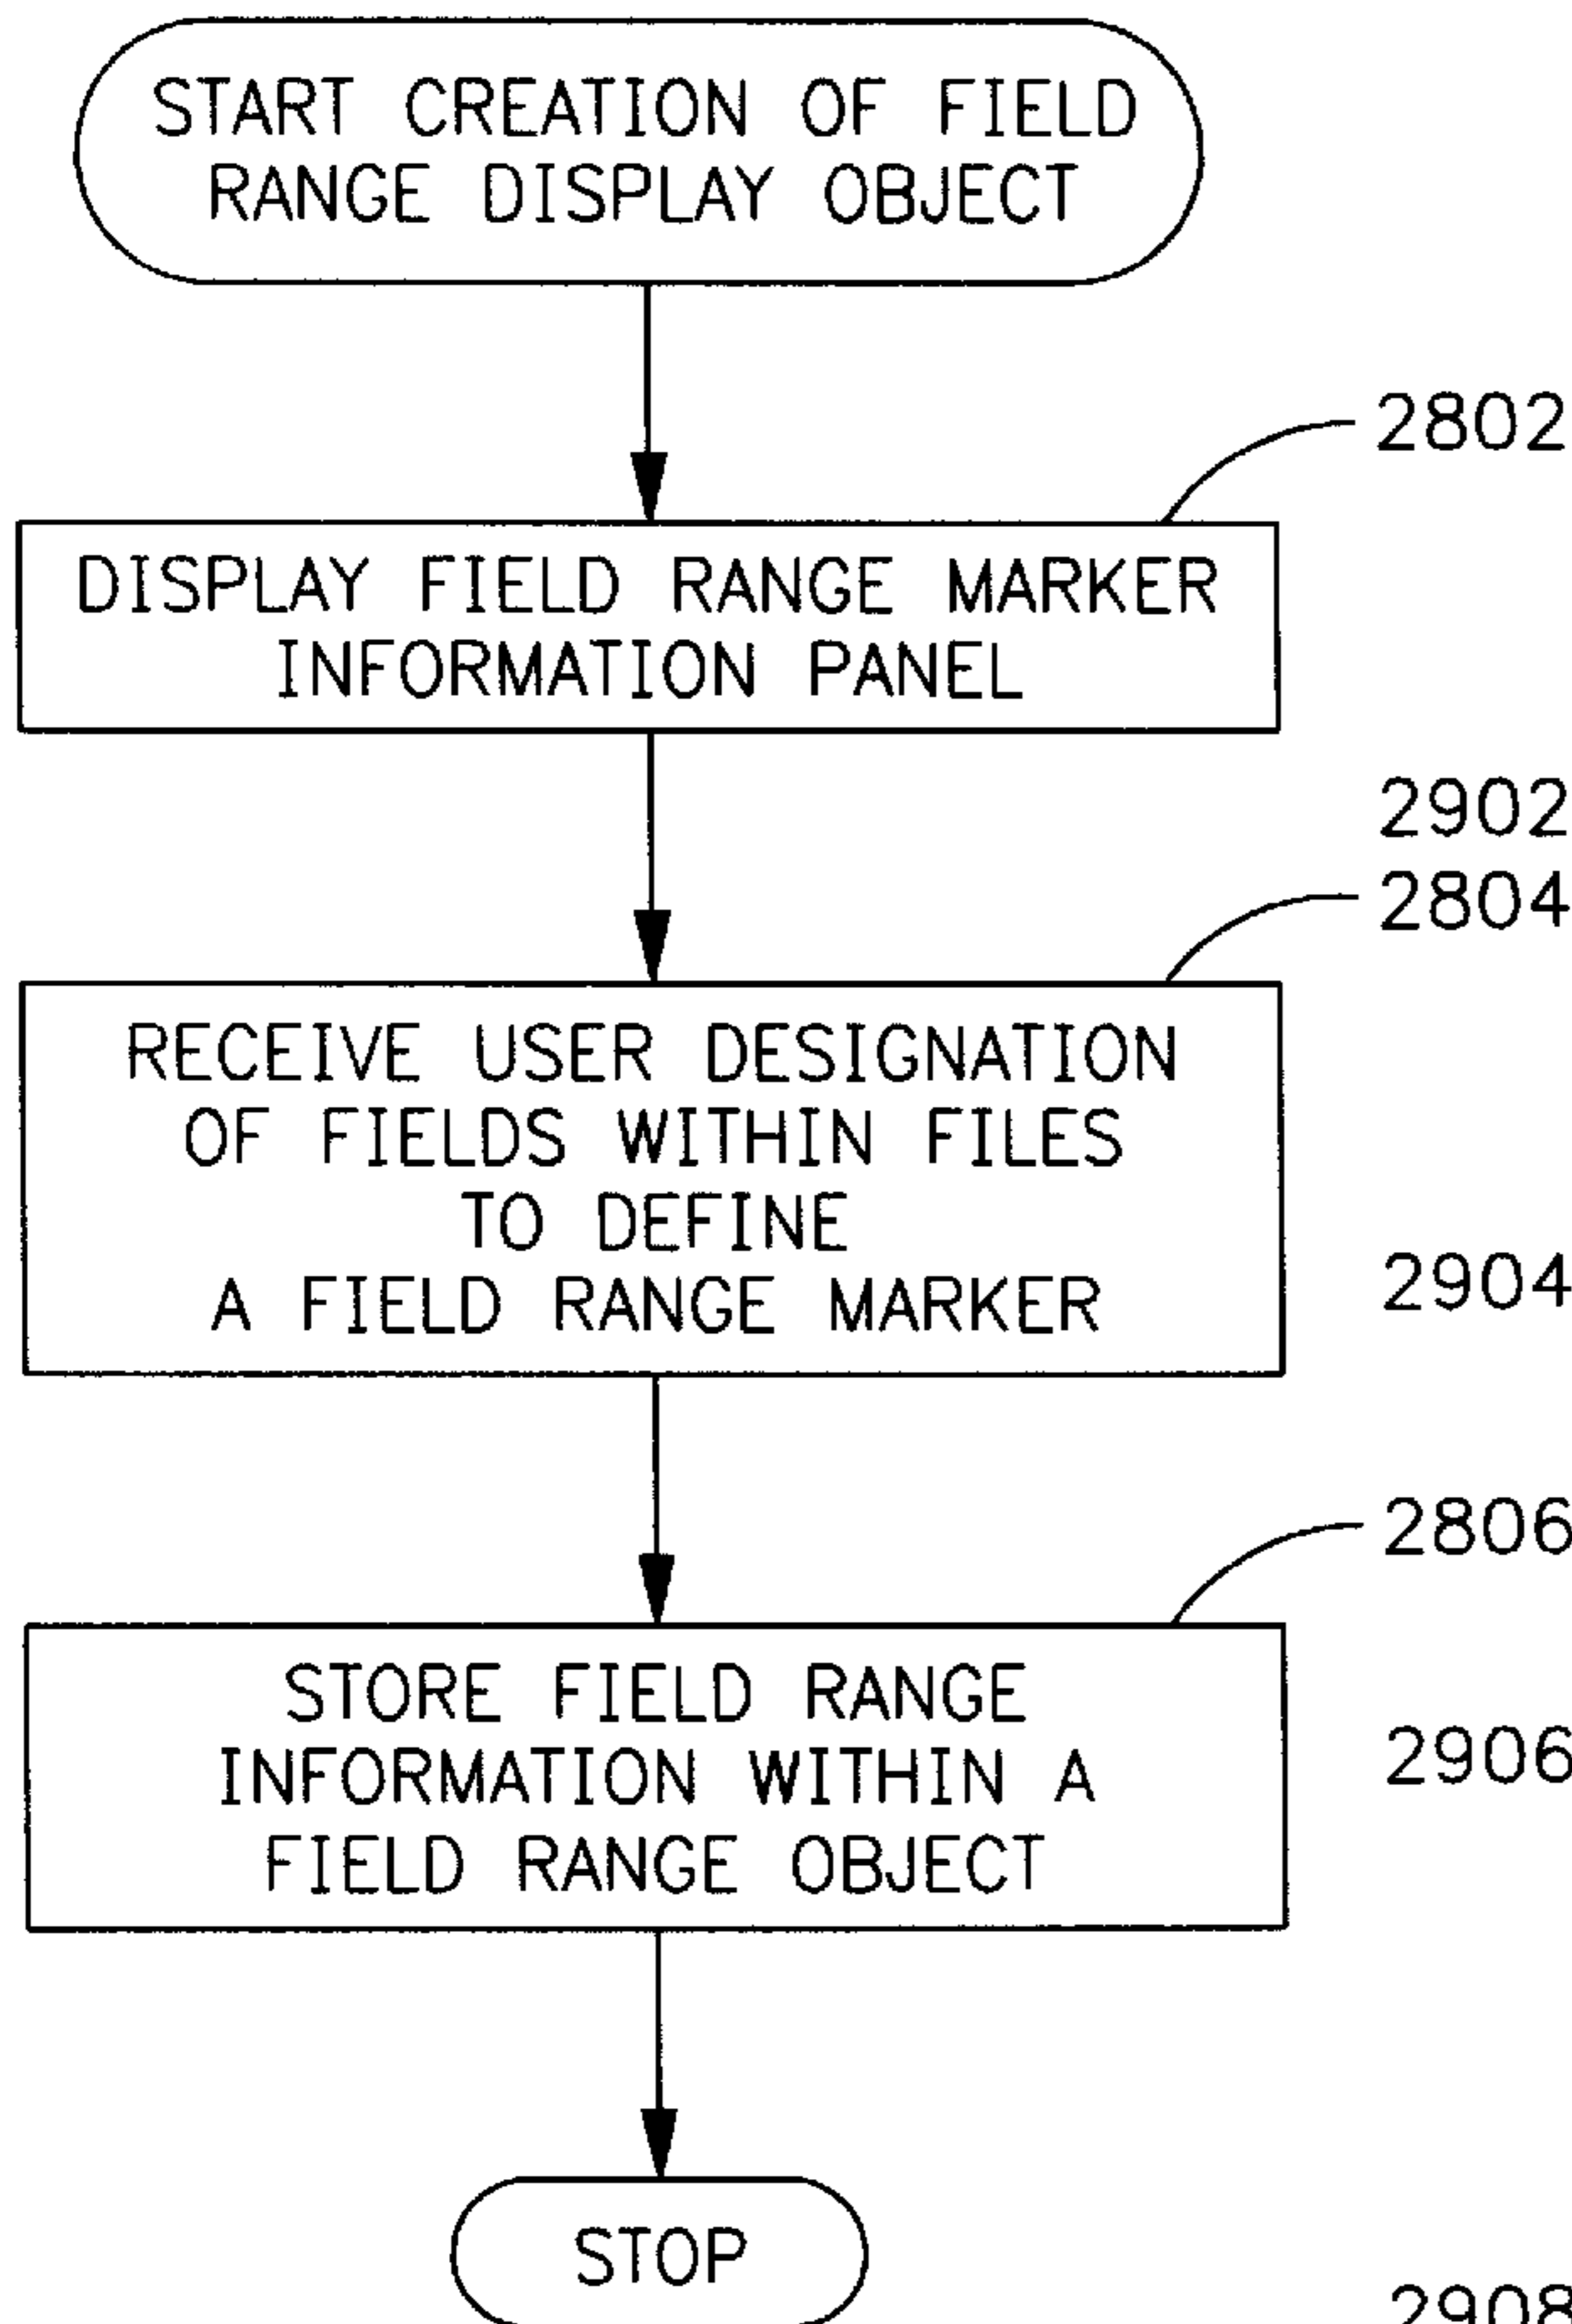 START CREATION OF FIELD
RANGE DISPLAY OBJECT
2802
DISPLAY FIELD RANGE MARKER
INFORMATION PANEL
2902
2804
RECEIVE USER DESIGNATION
OF FIELDS WITHIN FILES
TO DEFINE
A FIELD RANGE MARKER
2904
2806
STORE FIELD RANGE
INFORMATION WITHIN A
FIELD RANGE OBJECT
2906
STOP
2908